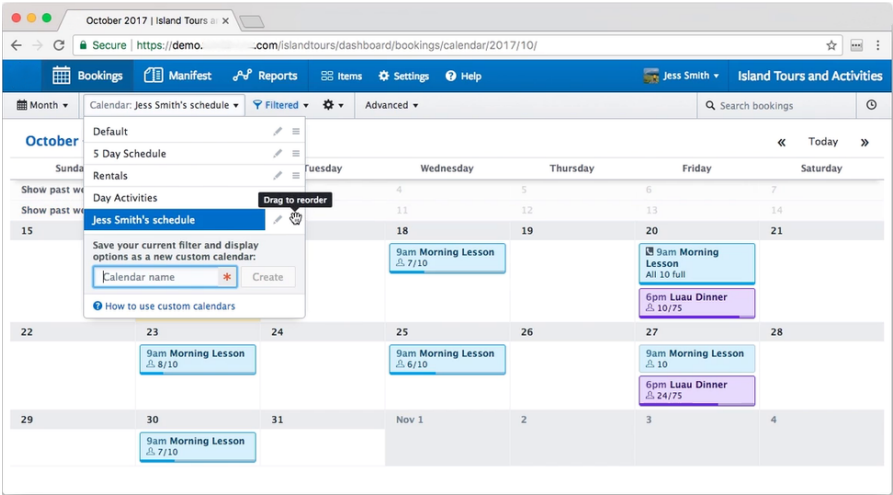 October 2017 | Island Tours a
Secure
https://demo.
.com/islandtours/dashboard/bookings/calendar/2017/10/
Bookings
Manifest
Reports
Items
Settings
Help
Jess Smith
Island Tours and Activities
Month
Calendar: Jess Smith's schedule
Filtered
Advanced
Search bookings
October
Today
Default
5 Day Schedule
Rentals
Day Activities
Jess Smith's schedule
Drag to reorder
Save your current filter and display
options as a new custom calendar:
Calendar name *
Create
How to use custom calendars
Sunda
Tuesday
Wednesday
Thursday
Friday
Saturday
Show past we
4
5
6
7
Show past we
11
12
13
14
15
18
19
20
21
9am Morning Lesson
7/10
9am Morning
Lesson
All 10 full
6pm Luau Dinner
10/75
22
23
24
25
26
27
28
9am Morning Lesson
8/10
9am Morning Lesson
6/10
9am Morning Lesson
10
6pm Luau Dinner
24/75
29
30
31
Nov 1
2
3
4
9am Morning Lesson
7/10